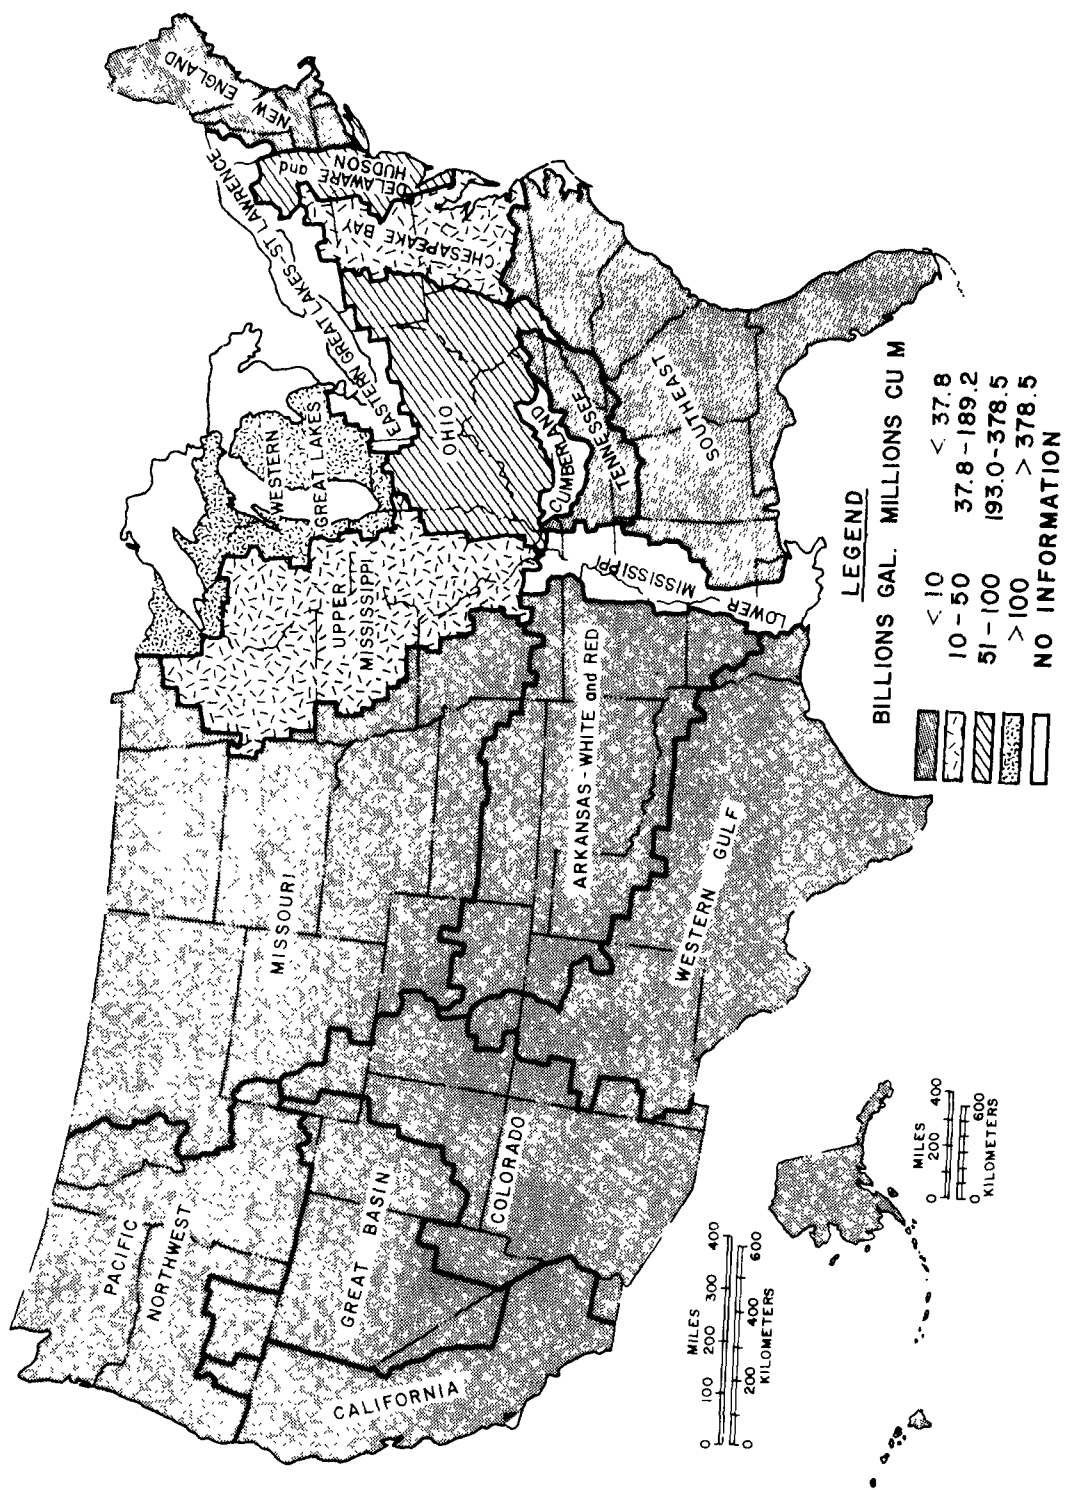 PACIFIC
NORTHWEST
CALIFORNIA
GREAT BASIN
COLORADO
MISSOURI
ARKANSAS-WHITE and RED
WESTERN GULF
UPPER
MISSISSIPPI
LOWER
MISSISSIPPI
WESTERN
GREAT LAKES
EASTERN GREAT LAKES-ST LAWRENCE
OHIO
CUMBERLAND
TENNESSEE
SOUTHEAST
CHESAPEAKE BAY
DELAWARE and
HUDSON
NEW
ENGLAND
LEGEND
BILLIONS GAL. MILLIONS CU M
<10 < 37.8
10-50 37.8-189.2
51-100 193.0-378.5
>100 > 378.5
NO INFORMATION
MILES
0 100 200 300 400
0 200 400 600
KILOMETERS
MILES
0 200 400
0 600
KILOMETERS